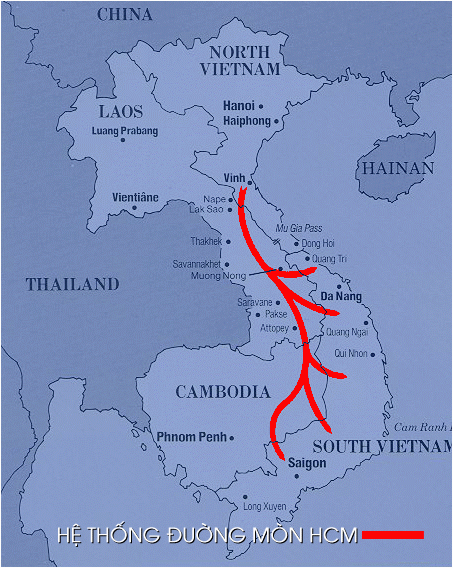 CHINA
NORTH
VIETNAM
LAOS
Hanoi
Haiphong
Luang Prabang
HAINAN
Vinh
Vientiâne
Nape
Lak Sao
Mu Gia Pass
Thakhek
Dong Hoi
Quang Tri
Savannakhet
Muong Nong
THAILAND
Da Nang
Saravane
Pakse
Attopey
Quang Ngai
Qui Nhon
CAMBODIA
Cam Ranh
Phnom Penh
SOUTH VIETNAM
Saigon
Long Xuyen
HỆ THỐNG ĐƯỜNG MÒN HCM